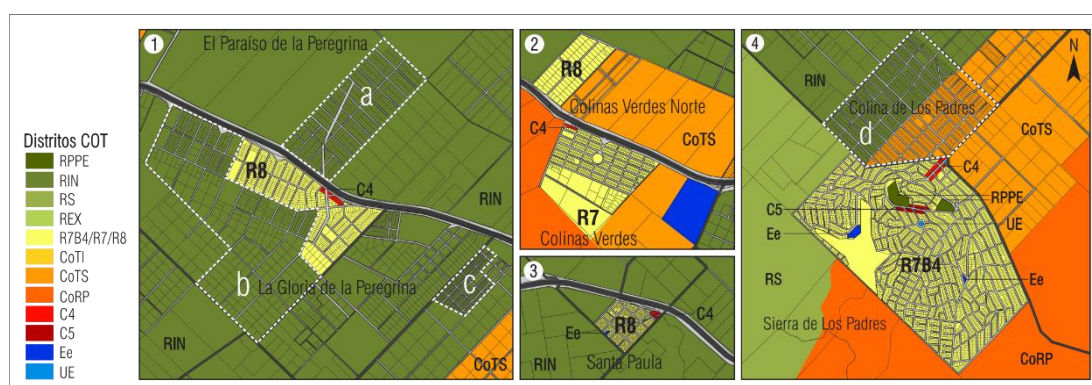 Distritos COT
RPPE
RIN
RS
REX
R7B4/R7/R8
CoTI
CoTS
CoRP
C4
C5
Ee
UE
1
El Paraíso de la Peregrina
a
R8
C4
RIN
b
La Gloria de la Peregrina
c
RIN
CoTS
2
R8
Colinas Verdes Norte
C4
R7
Colinas Verdes
3
C4
Ee
R8
RIN
Santa Paula
4
N
Colina de Los Padres
d
CoTS
C4
RPPE
C5
UE
Ee
R7B4
RS
Ee
Sierra de Los Padres
CoRP